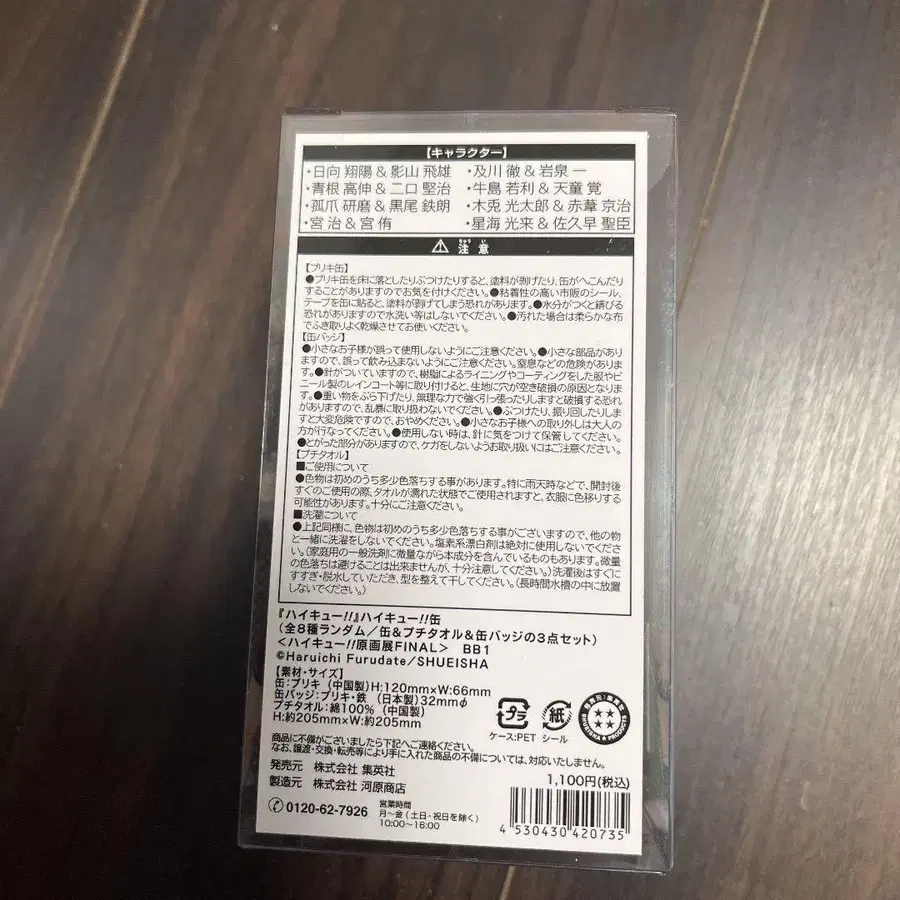 【キャラクター】
・日向 翔陽 & 影山 飛雄 ・及川 徹 & 岩泉 一
・青根 高伸 & 二口 堅治 ・牛島 若利 & 天童 覚
・孤爪 研磨 & 黒尾 鉄朗 ・木兎 光太郎 & 赤葦 京治
・宮 治 & 宮 侑 ・星海 光来 & 佐久早 聖臣
⚠ 注意
【ブリキ缶】
●ブリキ缶を床に落としたりぶつけたりすると、塗料が剥げたり、缶がへこんだり
することがありますのでお気を付けください。●粘着性の高い市販のシール、
テープを缶に貼ると、塗料が剥げてしまう恐れがあります。●水分がつくと錆びる
恐れがありますので水洗い等はしないでください。●汚れた場合は柔らかな布
でふき取りよく乾燥させてお使いください。
【缶バッジ】
●小さなお子様が誤って使用しないようにご注意ください。●小さな部品があり
ますので、誤って飲み込まないようにご注意ください。窒息などの危険がありま
す。●針がついていますので、樹脂によるライニングやコーティングをした服やビ
ニール製のレインコート等に取り付けると、生地に穴が空き破損の原因となりま
す。●重い物をぶら下げたり、無理な力で強く引っ張ったりしますと破損する恐れ
がありますので、乱暴に取り扱わないでください。●ぶつけたり、振り回したりしま
すと大変危険ですので、おやめください。●小さなお子様への取り外しは大人の
方が行なってください。●使用しない時は、針に気をつけて保管してください。
●とがった部分がありますので、ケガをしないようお取り扱いにはご注意ください。
【プチタオル】
■ご使用について
●色物は初めのうち多少色落ちする事があります。特に雨天時などで、開封後
すぐのご使用の際、タオルが濡れた状態でご使用されますと、衣服に色移りする
可能性があります。十分にご注意ください。
■洗濯について
●上記同様に、色物は初めのうち多少色落ちする事がございますので、他の物
と一緒に洗濯をしないでください。塩素系漂白剤は絶対に使用しないでくださ
い。(家庭用の一般洗剤に微量ながら本成分を含んでいるものもあります。微量
の色落ちは避けることは出来ませんが、十分注意してください。)洗濯後はすぐに
すすぎ・脱水していただき、型を整えて干してください。(長時間水の中に放置
しないでください。)
『ハイキュー!!』ハイキュー!!缶
(全8種ランダム/缶&プチタオル&缶バッジの3点セット)
<ハイキュー!!原画展FINAL> BB1
©Haruichi Furudate/SHUEISHA
【素材・サイズ】
缶:ブリキ (中国製)H:120mm×W:66mm
缶バッジ:ブリキ・鉄 (日本製)32mmφ
プチタオル:綿100% (中国製)
H:約205mm×W:約205mm
プラ 紙
ケース:PET シール
商品に不備がございましたら下記へご連絡ください。
なお、譲渡・交換・転売等により手に入れた商品の不備については、対応いたしません。
発売元 株式会社 集英社
製造元 株式会社 河原商店
0120-62-7926
営業時間
月〜金(土日・祝日を除く)
10:00〜16:00
1,100円(税込)
4 530430 420735